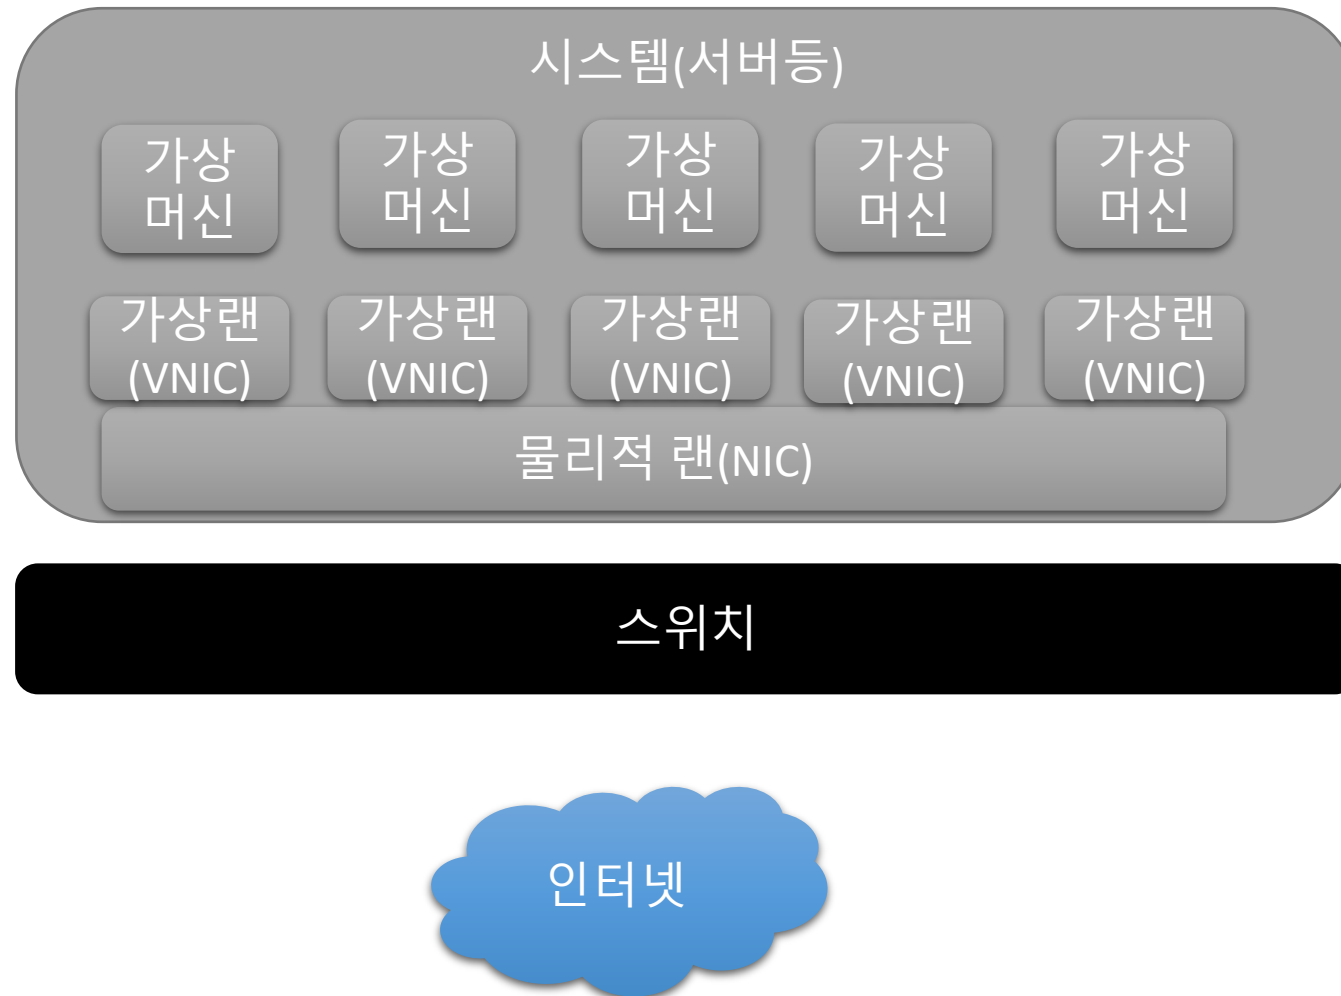 시스템(서버등)
가상
머신
가상
머신
가상
머신
가상
머신
가상
머신
가상랜
(VNIC)
가상랜
(VNIC)
가상랜
(VNIC)
가상랜
(VNIC)
가상랜
(VNIC)
물리적 랜(NIC)
스위치
인터넷